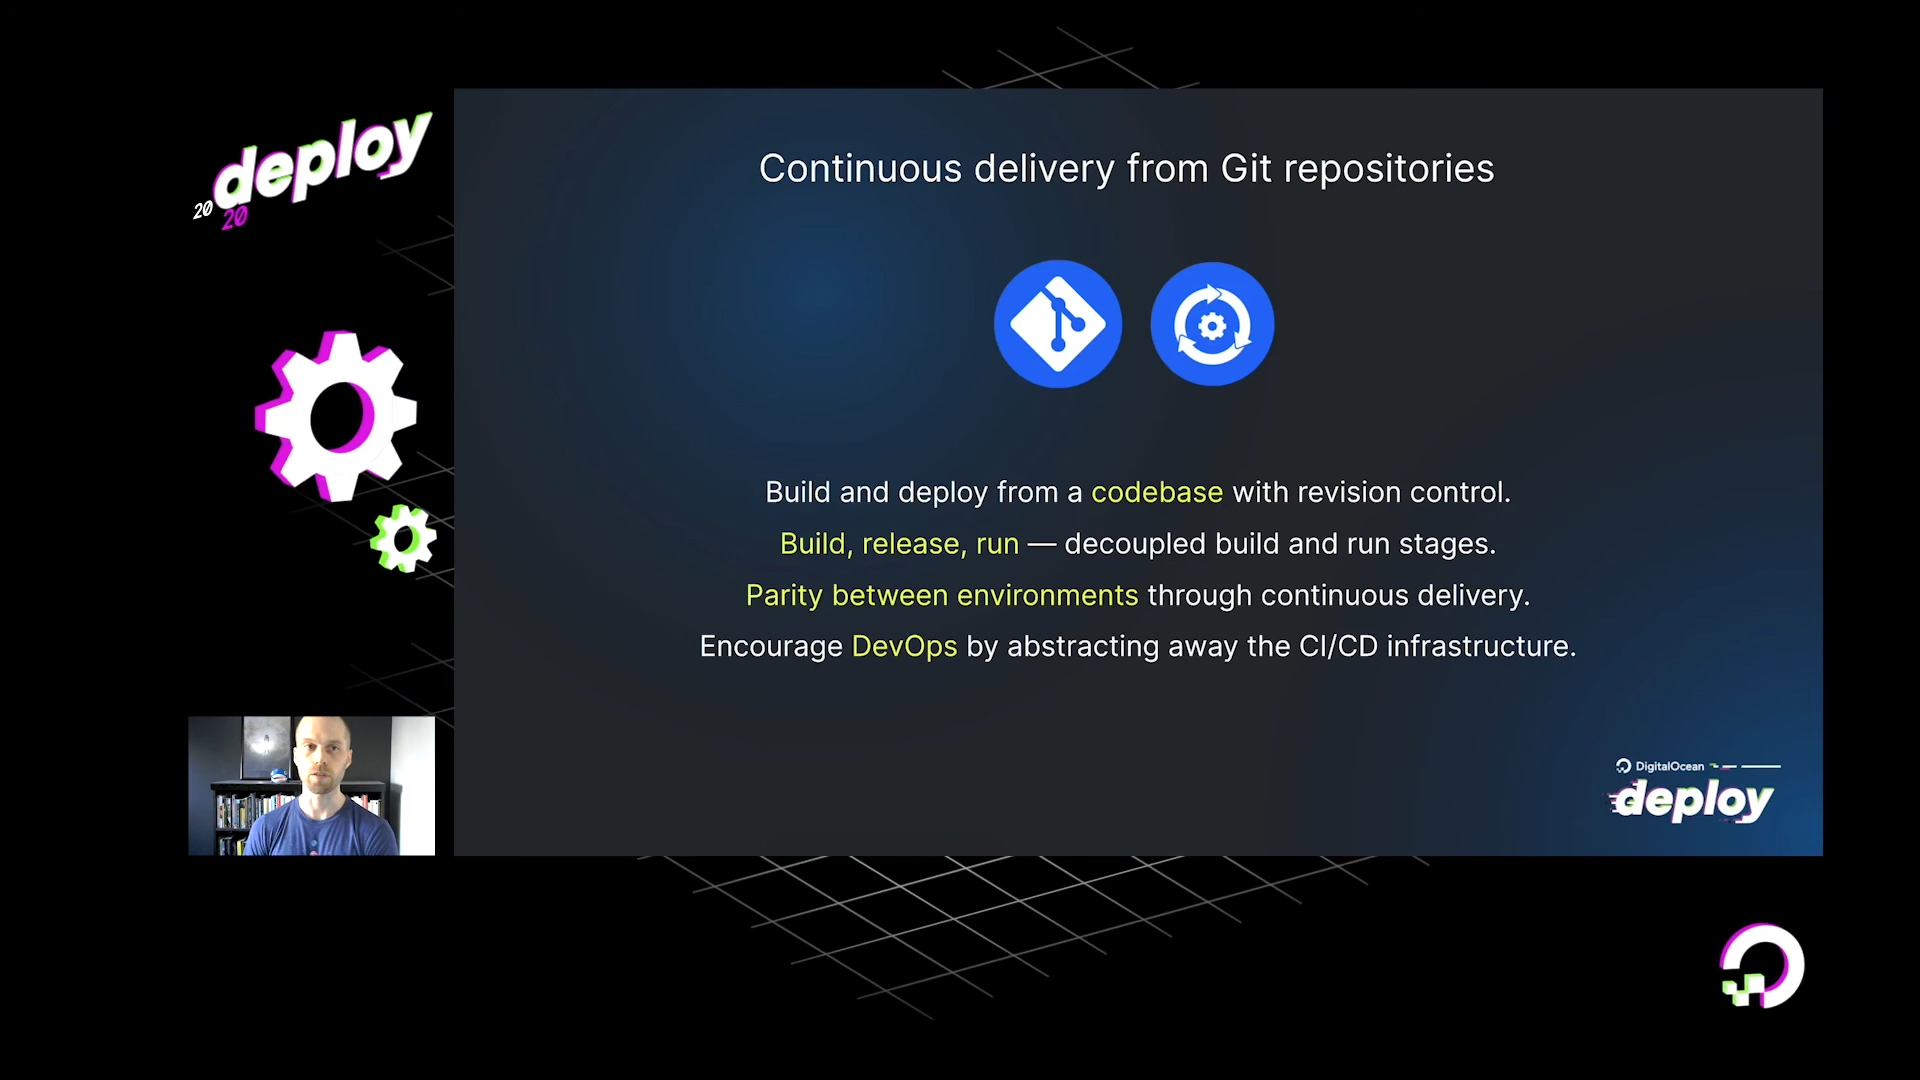 deploy
20
20
Continuous delivery from Git repositories
Build and deploy from a codebase with revision control.
Build, release, run — decoupled build and run stages.
Parity between environments through continuous delivery.
Encourage DevOps by abstracting away the CI/CD infrastructure.
DigitalOcean
deploy